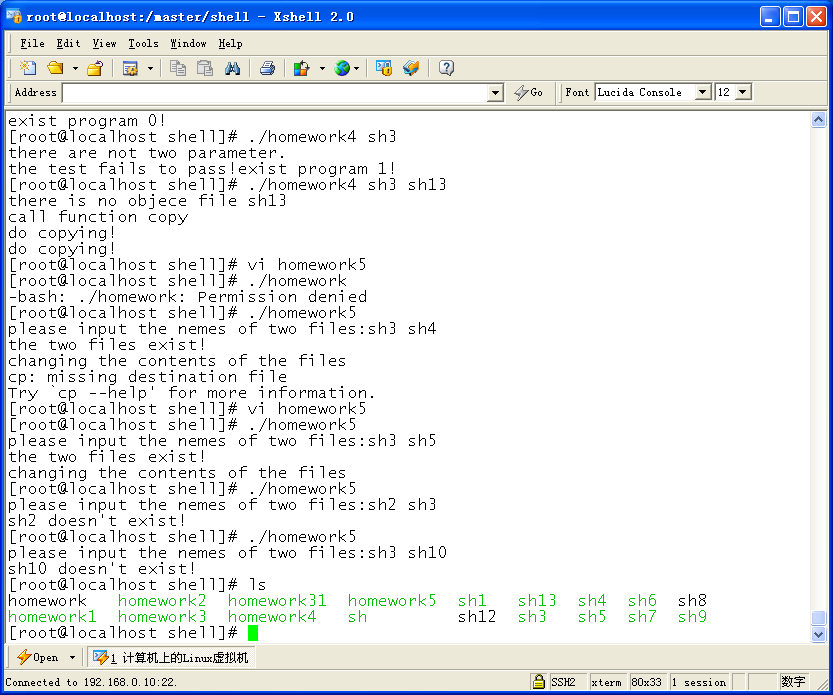 root@localhost:/master/shell - Xshell 2.0
File Edit View Tools Window Help
Address Go Font Lucida Console 12
exist program 0!
[root@localhost shell]# ./homework4 sh3
there are not two parameter.
the test fails to pass!exist program 1!
[root@localhost shell]# ./homework4 sh3 sh13
there is no objece file sh13
call function copy
do copying!
do copying!
[root@localhost shell]# vi homework5
[root@localhost shell]# ./homework
-bash: ./homework: Permission denied
[root@localhost shell]# ./homework5
please input the nemes of two files:sh3 sh4
the two files exist!
changing the contents of the files
cp: missing destination file
Try `cp --help' for more information.
[root@localhost shell]# vi homework5
[root@localhost shell]# ./homework5
please input the nemes of two files:sh3 sh5
the two files exist!
changing the contents of the files
[root@localhost shell]# ./homework5
please input the nemes of two files:sh2 sh3
sh2 doesn't exist!
[root@localhost shell]# ./homework5
please input the nemes of two files:sh3 sh10
sh10 doesn't exist!
[root@localhost shell]# ls
homework homework2 homework31 homework5 sh1 sh13 sh4 sh6 sh8
homework1 homework3 homework4 sh sh12 sh3 sh5 sh7 sh9
[root@localhost shell]#
Open 1 计算机上的Linux虚拟机
Connected to 192.168.0.10:22. SSH2 xterm 80x33 1 session 数字